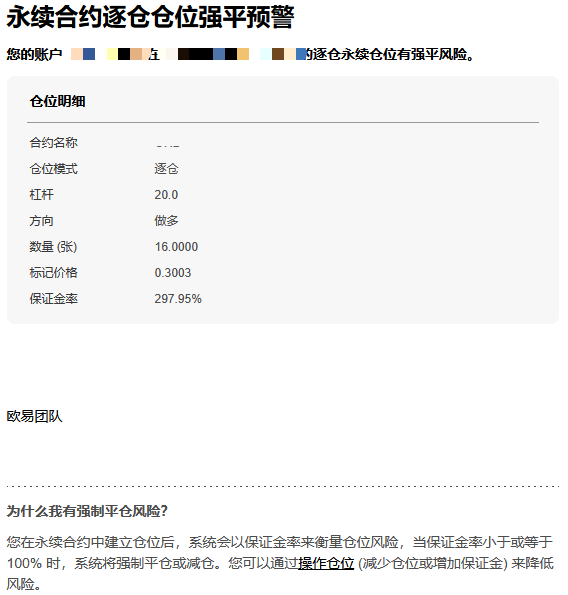 永续合约逐仓仓位强平预警
您的账户 在 的逐仓永续仓位有强平风险。
仓位明细
合约名称
仓位模式 逐仓
杠杆 20.0
方向 做多
数量 (张) 16.0000
标记价格 0.3003
保证金率 297.95%
欧易团队
为什么我有强制平仓风险?
您在永续合约中建立仓位后，系统会以保证金率来衡量仓位风险，当保证金率小于或等于
100% 时，系统将强制平仓或减仓。您可以通过操作仓位 (减少仓位或增加保证金) 来降低
风险。